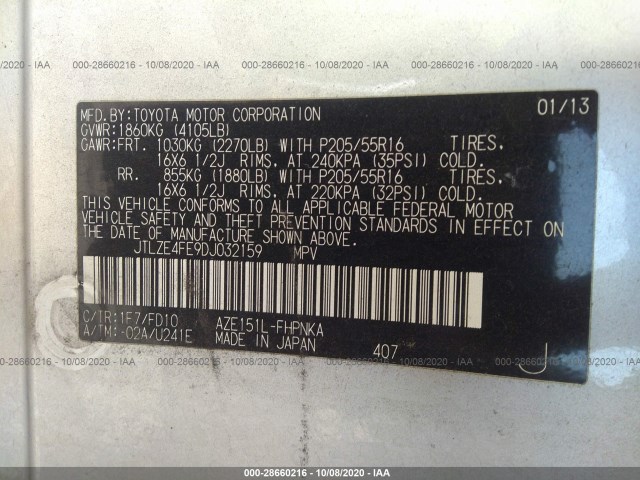 000-28660216 - 10/08/2020 - IAA
MFD.BY:TOYOTA MOTOR CORPORATION 01/13
GVWR:1860KG (4105LB)
GAWR:FRT. 1030KG (2270LB) WITH P205/55R16 TIRES.
16X6 1/2J RIMS. AT 240KPA (35PSI) COLD.
RR. 855KG (1880LB) WITH P205/55R16 TIRES.
16X6 1/2J RIMS. AT 220KPA (32PSI) COLD.
THIS VEHICLE CONFORMS TO ALL APPLICABLE FEDERAL MOTOR
VEHICLE SAFETY AND THEFT PREVENTION STANDARDS IN EFFECT ON
THE DATE OF MANUFACTURE SHOWN ABOVE.
JTLZE4FE9DJ032159 MPV
C/TR:1F7/FD10 AZE151L-FHPNKA
A/TM:-02A/U241E MADE IN JAPAN
407 J
000-28660216 - 10/08/2020 - IAA